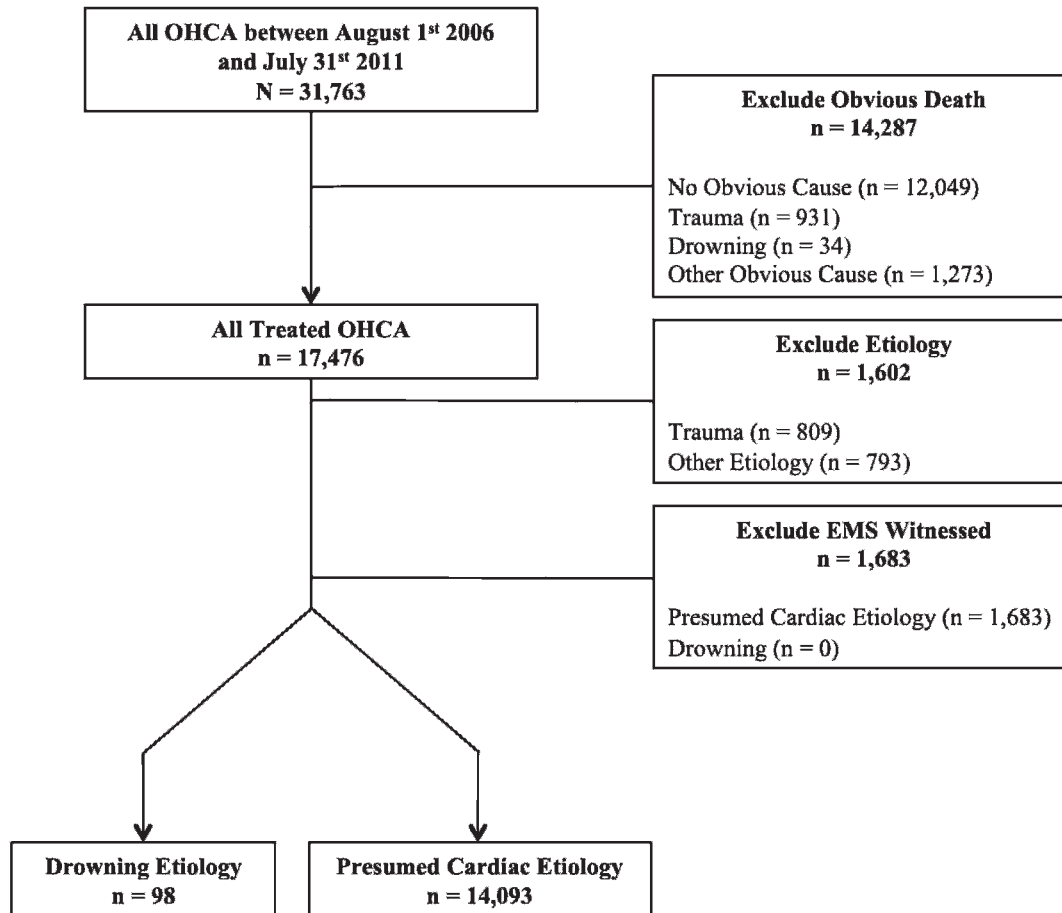 All OHCA between August 1st 2006
and July 31st 2011
N = 31,763
Exclude Obvious Death
n = 14,287
No Obvious Cause (n = 12,049)
Trauma (n = 931)
Drowning (n = 34)
Other Obvious Cause (n = 1,273)
All Treated OHCA
n = 17,476
Exclude Etiology
n = 1,602
Trauma (n = 809)
Other Etiology (n = 793)
Exclude EMS Witnessed
n = 1,683
Presumed Cardiac Etiology (n = 1,683)
Drowning (n = 0)
Drowning Etiology
n = 98
Presumed Cardiac Etiology
n = 14,093